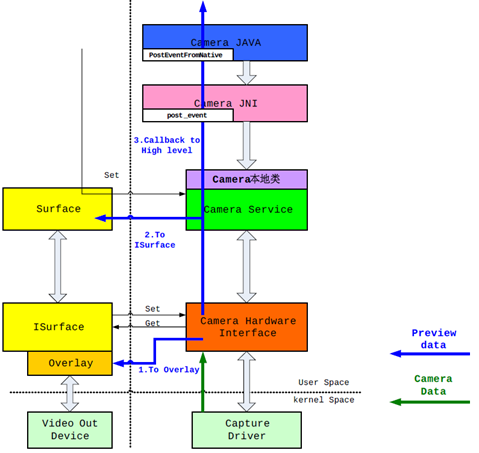 Camera JAVA
PostEventFromNative
Camera JNI
post_event
3.Callback to
High level
Set
Camera本地类
Surface
Camera Service
2.To
ISurface
Set
Get
ISurface
Camera Hardware
Interface
Overlay
1.To Overlay
Preview
data
Camera
Data
User Space
kernel Space
Video Out
Device
Capture
Driver